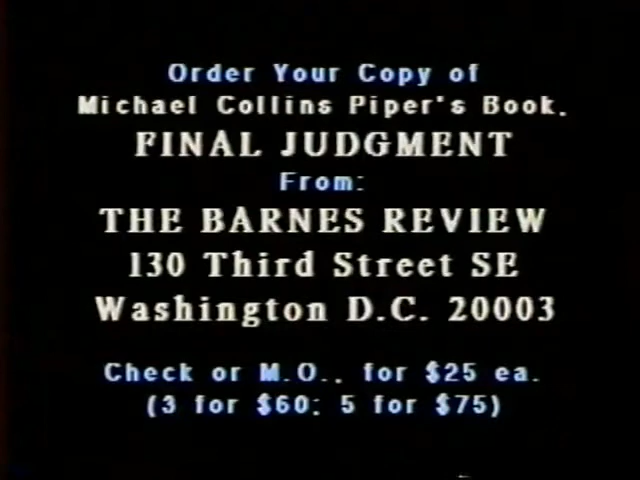 Order Your Copy of
Michael Collins Piper's Book,
FINAL JUDGMENT
From:
THE BARNES REVIEW
130 Third Street SE
Washington D.C. 20003
Check or M.O., for $25 ea.
(3 for $60; 5 for $75)